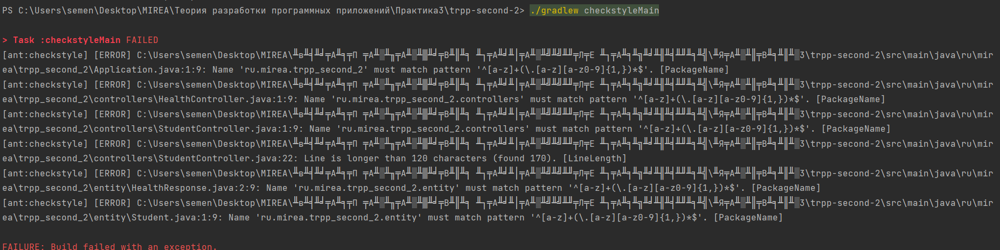 PS C:\Users\semen\Desktop\MIREA\Теория разработки программных приложений\Практика3\trpp-second-2> ./gradlew checkstyleMain
> Task :checkstyleMain FAILED
[ant:checkstyle] [ERROR] C:\Users\semen\Desktop\MIREA\╨в╨╡╨╛╤А╨╕╤П ╤А╨░╨╖╤А╨░╨▒╨╛╤В╨║╨╕ ╨┐╤А╨╛╨│╤А╨░╨╝╨╝╨╜╤Л╤Е ╨┐╤А╨╕╨╗╨╛╨╢╨╡╨╜╨╕╨╣\╨Я╤А╨░╨║╤В╨╕╨║╨░3\trpp-second-2\src\main\java\ru\mir
ea\trpp_second_2\Application.java:1:9: Name 'ru.mirea.trpp_second_2' must match pattern '^[a-z]+(\.[a-z][a-z0-9]{1,})*$'. [PackageName]
[ant:checkstyle] [ERROR] C:\Users\semen\Desktop\MIREA\╨в╨╡╨╛╤А╨╕╤П ╤А╨░╨╖╤А╨░╨▒╨╛╤В╨║╨╕ ╨┐╤А╨╛╨│╤А╨░╨╝╨╝╨╜╤Л╤Е ╨┐╤А╨╕╨╗╨╛╨╢╨╡╨╜╨╕╨╣\╨Я╤А╨░╨║╤В╨╕╨║╨░3\trpp-second-2\src\main\java\ru\mir
ea\trpp_second_2\controllers\HealthController.java:1:9: Name 'ru.mirea.trpp_second_2.controllers' must match pattern '^[a-z]+(\.[a-z][a-z0-9]{1,})*$'. [PackageName]
[ant:checkstyle] [ERROR] C:\Users\semen\Desktop\MIREA\╨в╨╡╨╛╤А╨╕╤П ╤А╨░╨╖╤А╨░╨▒╨╛╤В╨║╨╕ ╨┐╤А╨╛╨│╤А╨░╨╝╨╝╨╜╤Л╤Е ╨┐╤А╨╕╨╗╨╛╨╢╨╡╨╜╨╕╨╣\╨Я╤А╨░╨║╤В╨╕╨║╨░3\trpp-second-2\src\main\java\ru\mir
ea\trpp_second_2\controllers\StudentController.java:1:9: Name 'ru.mirea.trpp_second_2.controllers' must match pattern '^[a-z]+(\.[a-z][a-z0-9]{1,})*$'. [PackageName]
[ant:checkstyle] [ERROR] C:\Users\semen\Desktop\MIREA\╨в╨╡╨╛╤А╨╕╤П ╤А╨░╨╖╤А╨░╨▒╨╛╤В╨║╨╕ ╨┐╤А╨╛╨│╤А╨░╨╝╨╝╨╜╤Л╤Е ╨┐╤А╨╕╨╗╨╛╨╢╨╡╨╜╨╕╨╣\╨Я╤А╨░╨║╤В╨╕╨║╨░3\trpp-second-2\src\main\java\ru\mir
ea\trpp_second_2\controllers\StudentController.java:22: Line is longer than 120 characters (found 170). [LineLength]
[ant:checkstyle] [ERROR] C:\Users\semen\Desktop\MIREA\╨в╨╡╨╛╤А╨╕╤П ╤А╨░╨╖╤А╨░╨▒╨╛╤В╨║╨╕ ╨┐╤А╨╛╨│╤А╨░╨╝╨╝╨╜╤Л╤Е ╨┐╤А╨╕╨╗╨╛╨╢╨╡╨╜╨╕╨╣\╨Я╤А╨░╨║╤В╨╕╨║╨░3\trpp-second-2\src\main\java\ru\mir
ea\trpp_second_2\entity\HealthResponse.java:2:9: Name 'ru.mirea.trpp_second_2.entity' must match pattern '^[a-z]+(\.[a-z][a-z0-9]{1,})*$'. [PackageName]
[ant:checkstyle] [ERROR] C:\Users\semen\Desktop\MIREA\╨в╨╡╨╛╤А╨╕╤П ╤А╨░╨╖╤А╨░╨▒╨╛╤В╨║╨╕ ╨┐╤А╨╛╨│╤А╨░╨╝╨╝╨╜╤Л╤Е ╨┐╤А╨╕╨╗╨╛╨╢╨╡╨╜╨╕╨╣\╨Я╤А╨░╨║╤В╨╕╨║╨░3\trpp-second-2\src\main\java\ru\mir
ea\trpp_second_2\entity\Student.java:1:9: Name 'ru.mirea.trpp_second_2.entity' must match pattern '^[a-z]+(\.[a-z][a-z0-9]{1,})*$'. [PackageName]
FAILURE: Build failed with an exception.